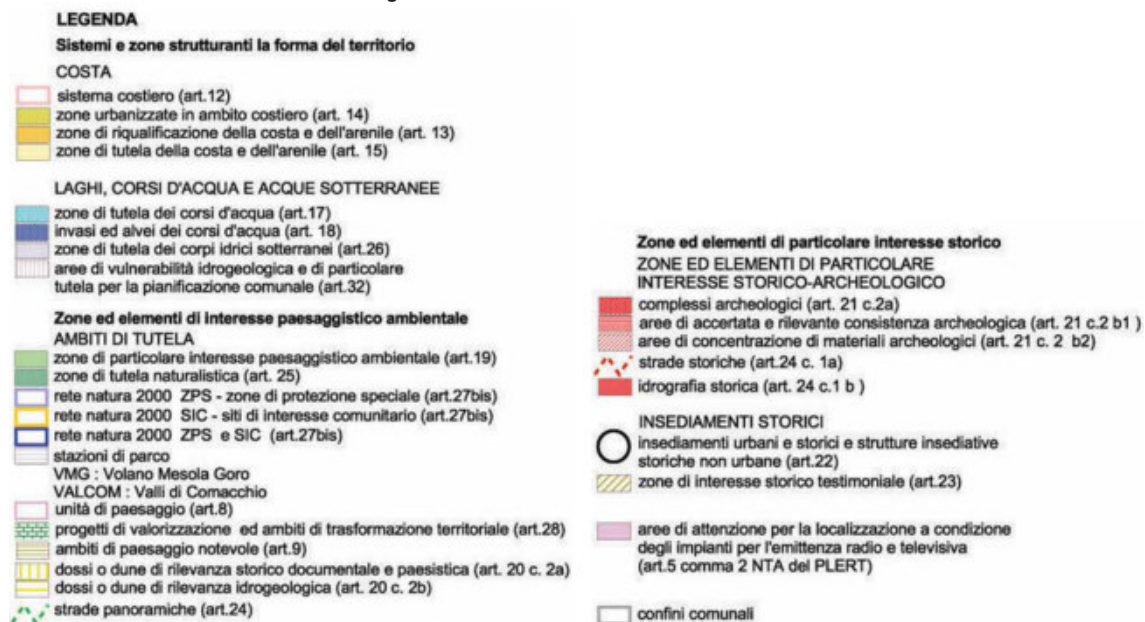 LEGENDA
Sistemi e zone strutturanti la forma del territorio
COSTA
sistema costiero (art.12)
zone urbanizzate in ambito costiero (art. 14)
zone di riqualificazione della costa e dell'arenile (art. 13)
zone di tutela della costa e dell'arenile (art. 15)
LAGHI, CORSI D'ACQUA E ACQUE SOTTERRANEE
zone di tutela dei corsi d'acqua (art.17)
invasi ed alvei dei corsi d'acqua (art. 18)
zone di tutela dei corpi idrici sotterranei (art.26)
aree di vulnerabilità idrogeologica e di particolare
tutela per la pianificazione comunale (art.32)
Zone ed elementi di interesse paesaggistico ambientale
AMBITI DI TUTELA
zone di particolare interesse paesaggistico ambientale (art.19)
zone di tutela naturalistica (art. 25)
rete natura 2000 ZPS - zone di protezione speciale (art.27bis)
rete natura 2000 SIC - siti di interesse comunitario (art.27bis)
rete natura 2000 ZPS e SIC (art.27bis)
stazioni di parco
VMG : Volano Mesola Goro
VALCOM : Valli di Comacchio
unità di paesaggio (art.8)
progetti di valorizzazione ed ambiti di trasformazione territoriale (art.28)
ambiti di paesaggio notevole (art.9)
dossi o dune di rilevanza storico documentale e paesistica (art. 20 c. 2a)
dossi o dune di rilevanza idrogeologica (art. 20 c. 2b)
strade panoramiche (art.24)
Zone ed elementi di particolare interesse storico
ZONE ED ELEMENTI DI PARTICOLARE
INTERESSE STORICO-ARCHEOLOGICO
complessi archeologici (art. 21 c.2a)
aree di accertata e rilevante consistenza archeologica (art. 21 c.2 b1 )
aree di concentrazione di materiali archeologici (art. 21 c. 2 b2)
strade storiche (art.24 c. 1a)
idrografia storica (art. 24 c.1 b )
INSEDIAMENTI STORICI
insediamenti urbani e storici e strutture insediative
storiche non urbane (art.22)
zone di interesse storico testimoniale (art.23)
aree di attenzione per la localizzazione a condizione
degli impianti per l'emittenza radio e televisiva
(art.5 comma 2 NTA del PLERT)
confini comunali